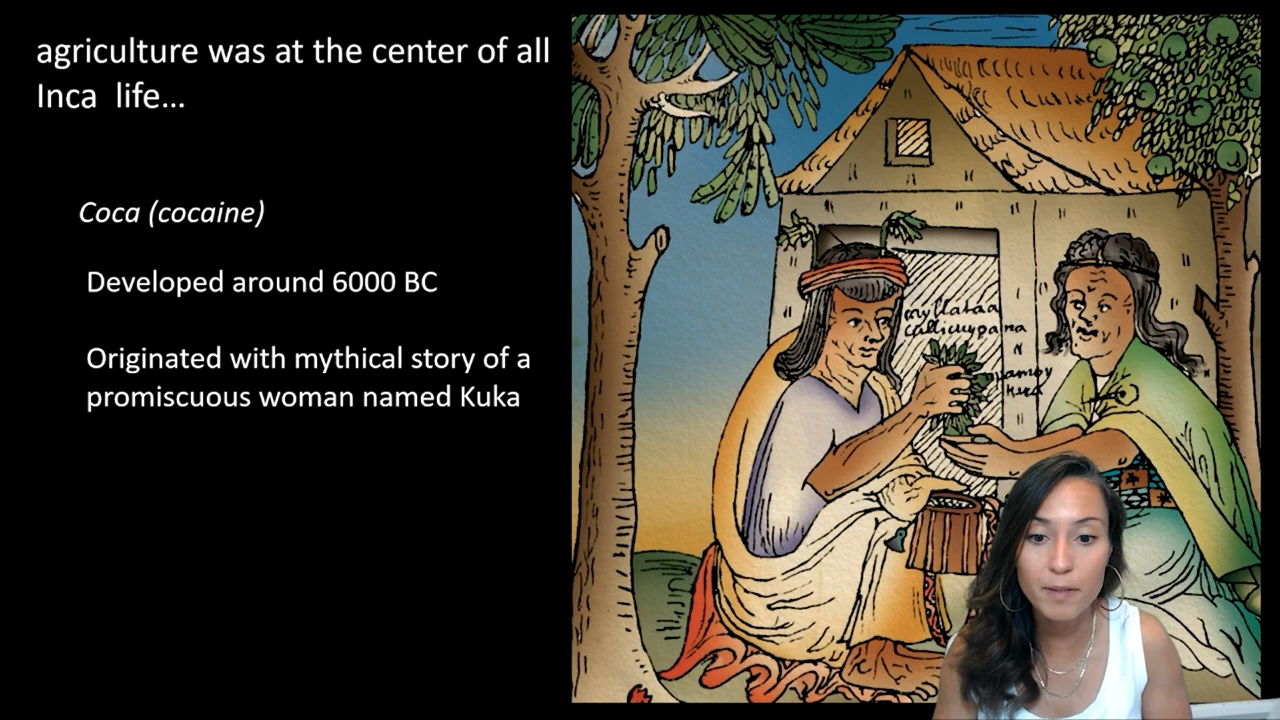 agriculture was at the center of all
Inca life...
Coca (cocaine)
Developed around 6000 BC
Originated with mythical story of a
promiscuous woman named Kuka
kuka